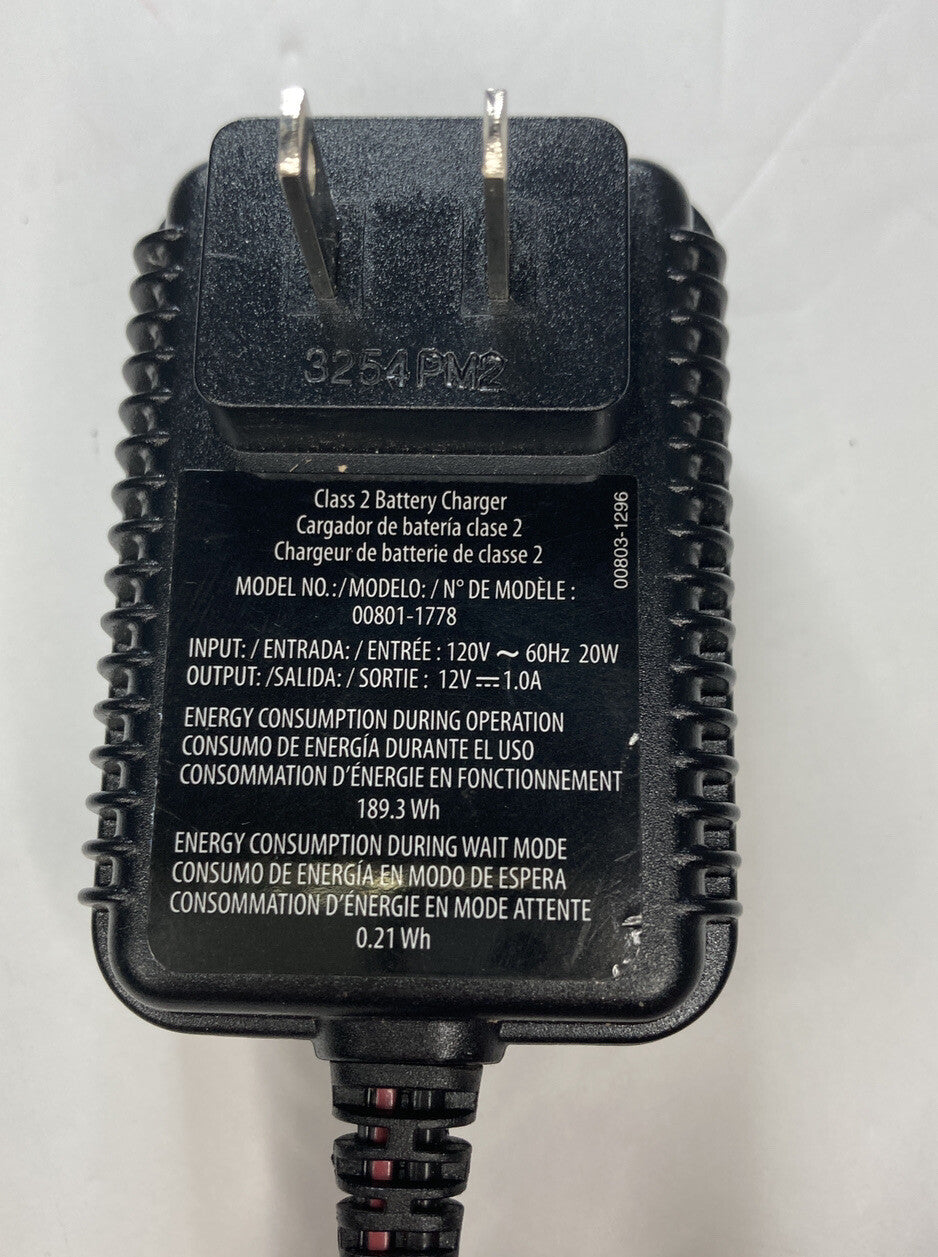 3254 PM2
Class 2 Battery Charger
Cargador de batería clase 2
Chargeur de batterie de classe 2
00803-1296
MODEL NO.:/MODELO: / N° DE MODÈLE :
00801-1778
INPUT: / ENTRADA: / ENTRÉE : 120V ~ 60Hz 20W
OUTPUT: /SALIDA: / SORTIE : 12V ⎓ 1.0A
ENERGY CONSUMPTION DURING OPERATION
CONSUMO DE ENERGÍA DURANTE EL USO
CONSOMMATION D'ÉNERGIE EN FONCTIONNEMENT
189.3 Wh
ENERGY CONSUMPTION DURING WAIT MODE
CONSUMO DE ENERGÍA EN MODO DE ESPERA
CONSOMMATION D'ÉNERGIE EN MODE ATTENTE
0.21 Wh